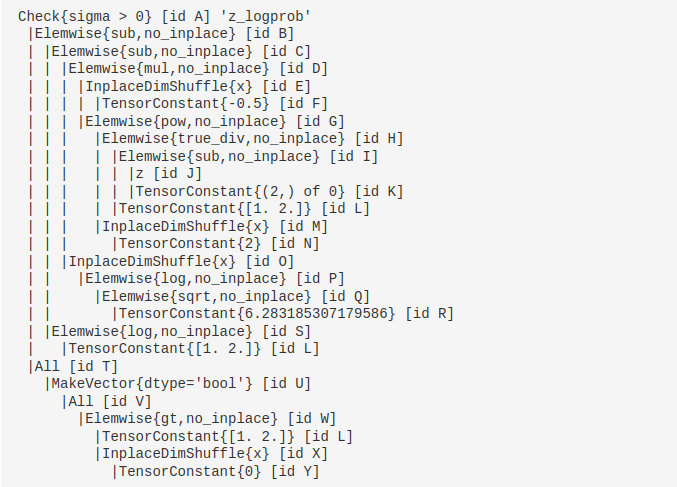 Check{sigma > 0} [id A] 'z_logprob'
 |Elemwise{sub,no_inplace} [id B]
 | |Elemwise{sub,no_inplace} [id C]
 | | |Elemwise{mul,no_inplace} [id D]
 | | | |InplaceDimShuffle{x} [id E]
 | | | | |TensorConstant{-0.5} [id F]
 | | | |Elemwise{pow,no_inplace} [id G]
 | | |   |Elemwise{true_div,no_inplace} [id H]
 | | |   | |Elemwise{sub,no_inplace} [id I]
 | | |   | | |z [id J]
 | | |   | | |TensorConstant{(2,) of 0} [id K]
 | | |   | |TensorConstant{[1. 2.]} [id L]
 | | |   |InplaceDimShuffle{x} [id M]
 | | |     |TensorConstant{2} [id N]
 | | |InplaceDimShuffle{x} [id O]
 | |   |Elemwise{log,no_inplace} [id P]
 | |     |Elemwise{sqrt,no_inplace} [id Q]
 | |       |TensorConstant{6.283185307179586} [id R]
 | |Elemwise{log,no_inplace} [id S]
 |   |TensorConstant{[1. 2.]} [id L]
 |All [id T]
   |MakeVector{dtype='bool'} [id U]
     |All [id V]
       |Elemwise{gt,no_inplace} [id W]
         |TensorConstant{[1. 2.]} [id L]
         |InplaceDimShuffle{x} [id X]
           |TensorConstant{0} [id Y]